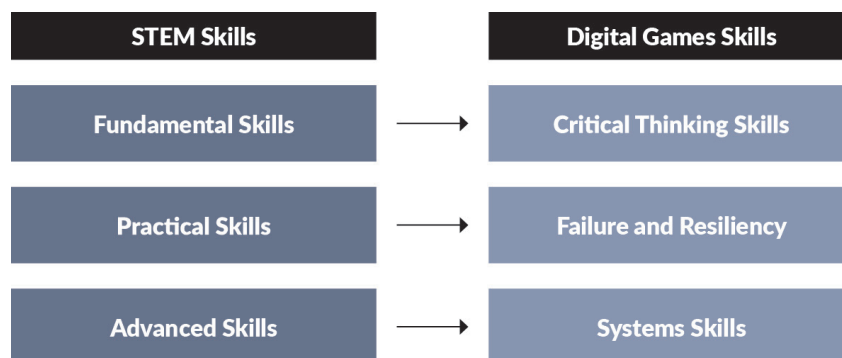 STEM Skills
Digital Games Skills
Fundamental Skills
Critical Thinking Skills
Practical Skills
Failure and Resiliency
Advanced Skills
Systems Skills